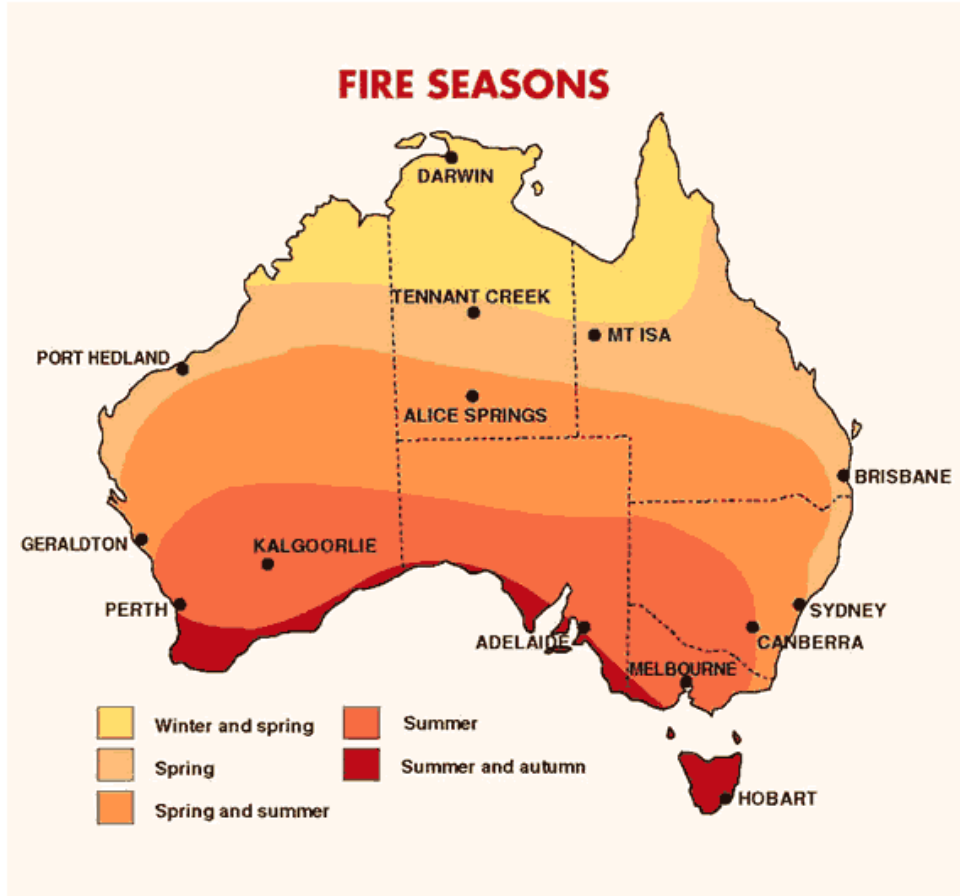 FIRE SEASONS
DARWIN
TENNANT CREEK
MT ISA
PORT HEDLAND
ALICE SPRINGS
BRISBANE
GERALDTON
KALGOORLIE
PERTH
SYDNEY
ADELAIDE
CANBERRA
MELBOURNE
Winter and spring
Summer
Spring
Summer and autumn
Spring and summer
HOBART